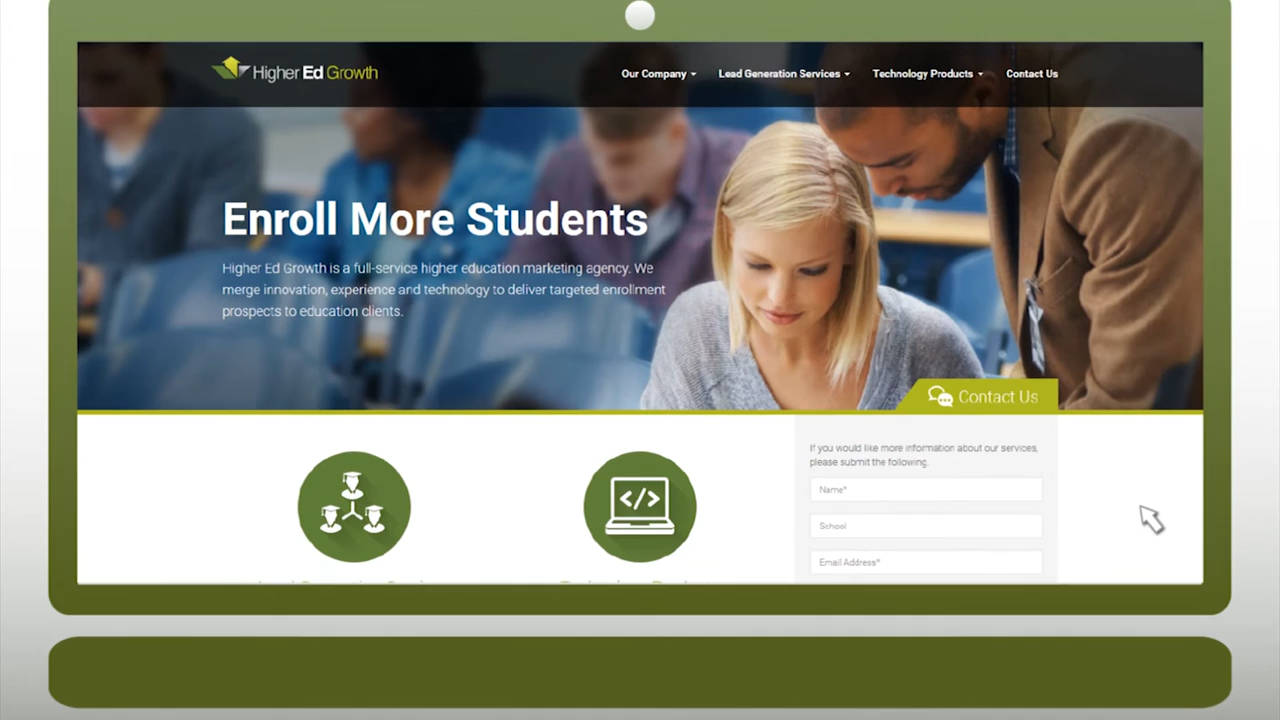 Higher Ed Growth
Our Company
Lead Generation Services
Technology Products
Contact Us
Enroll More Students
Higher Ed Growth is a full-service higher education marketing agency. We
merge innovation, experience and technology to deliver targeted enrollment
prospects to education clients.
Contact Us
If you would like more information about our services,
please submit the following.
Name*
School
Email Address*